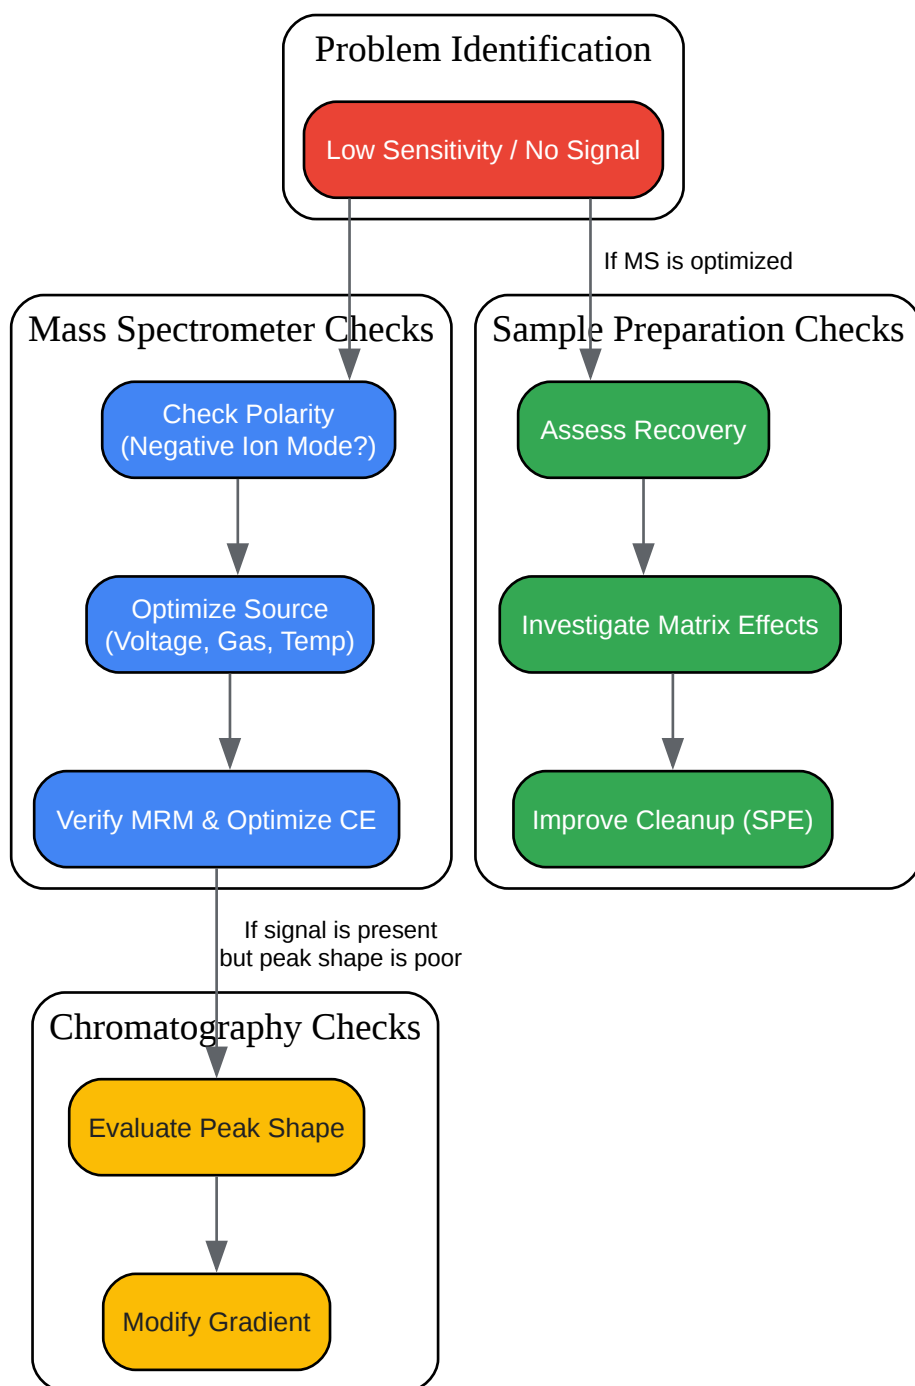 Problem Identification
Low Sensitivity / No Signal
If MS is optimized
Mass Spectrometer Checks
Check Polarity
(Negative Ion Mode?)
Optimize Source
(Voltage, Gas, Temp)
Verify MRM & Optimize CE
Sample Preparation Checks
Assess Recovery
Investigate Matrix Effects
Improve Cleanup (SPE)
If signal is present
but peak shape is poor
Chromatography Checks
Evaluate Peak Shape
Modify Gradient